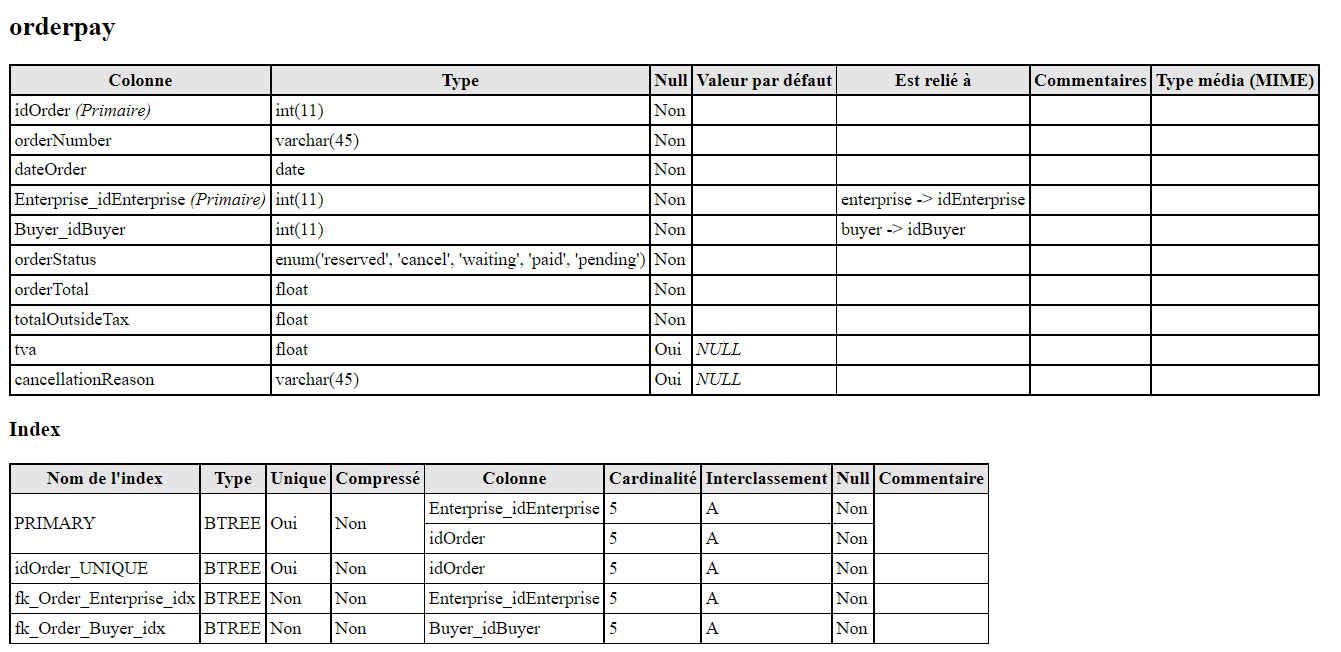 orderpay
Colonne Type Null Valeur par défaut Est relié à Commentaires Type média (MIME)
idOrder (Primaire) int(11) Non
orderNumber varchar(45) Non
dateOrder date Non
Enterprise_idEnterprise (Primaire) int(11) Non enterprise -> idEnterprise
Buyer_idBuyer int(11) Non buyer -> idBuyer
orderStatus enum('reserved', 'cancel', 'waiting', 'paid', 'pending') Non
orderTotal float Non
totalOutsideTax float Non
tva float Oui NULL
cancellationReason varchar(45) Oui NULL
Index
Nom de l'index Type Unique Compressé Colonne Cardinalité Interclassement Null Commentaire
PRIMARY BTREE Oui Non Enterprise_idEnterprise 5 A Non
idOrder 5 A Non
idOrder_UNIQUE BTREE Oui Non idOrder 5 A Non
fk_Order_Enterprise_idx BTREE Non Non Enterprise_idEnterprise 5 A Non
fk_Order_Buyer_idx BTREE Non Non Buyer_idBuyer 5 A Non